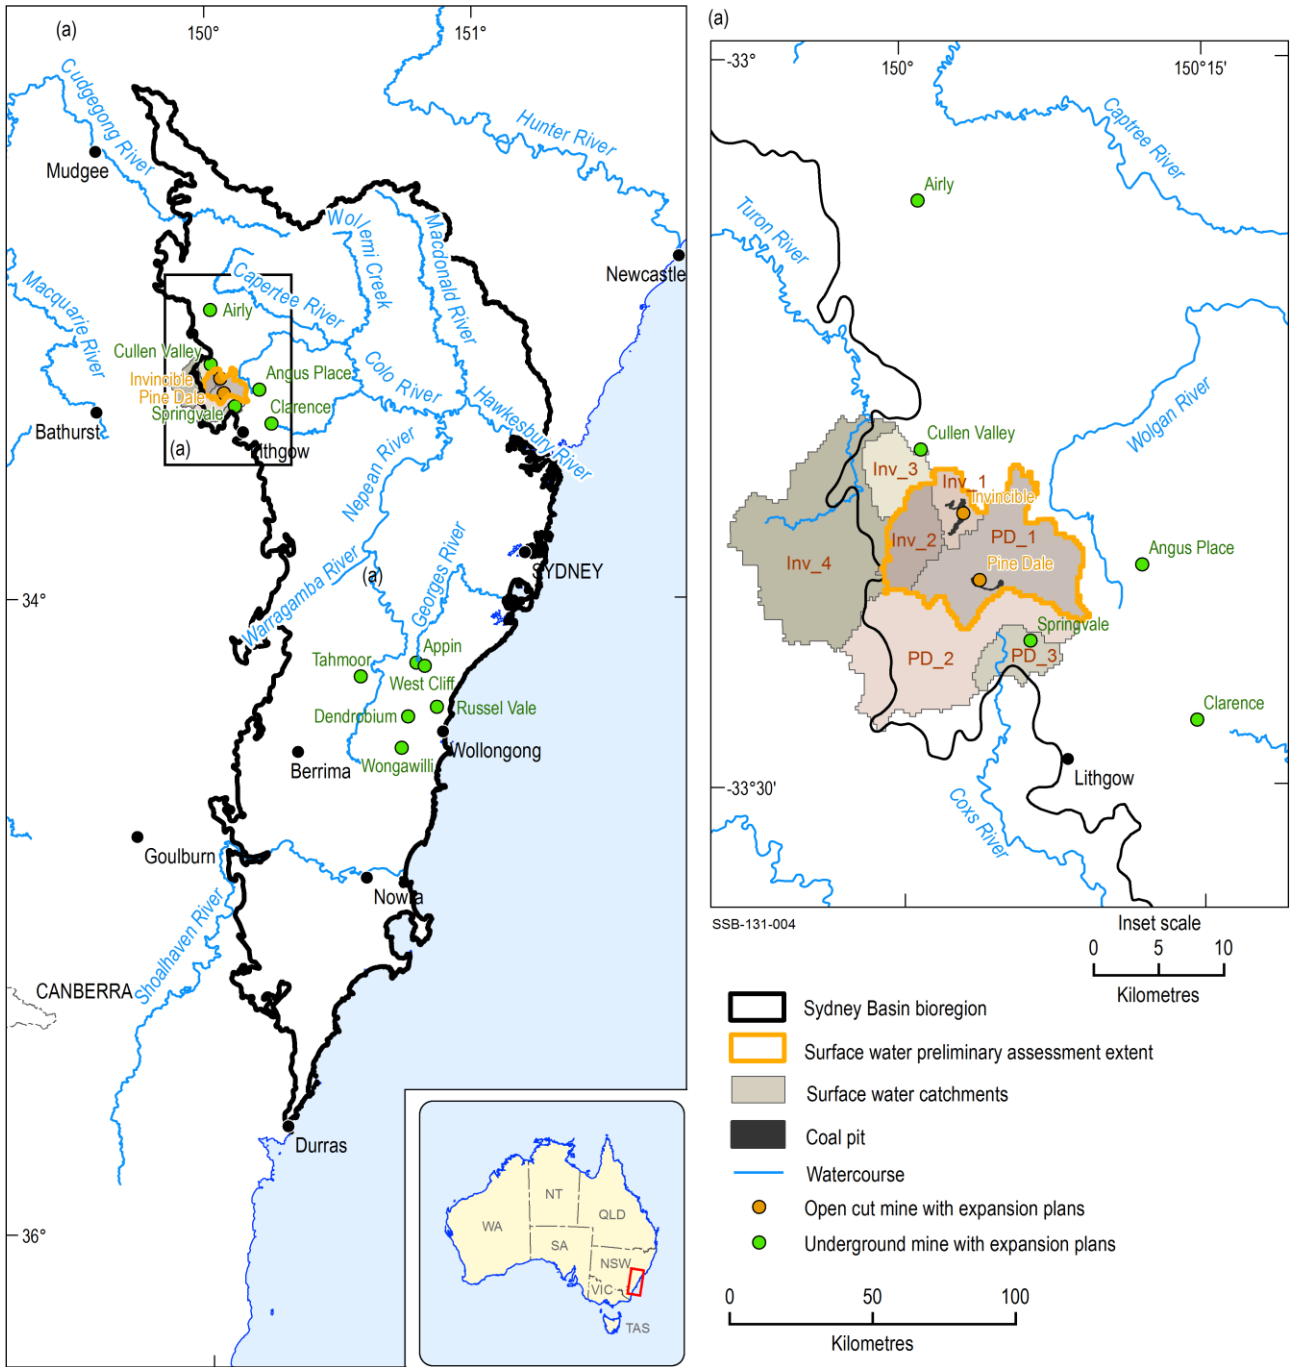 (a)
150°
151°
Cudgegong River
Mudgee
Hunter River
Newcastle
Wollemi Creek
Macdonald River
Macquarie River
Capertee River
Airly
Cullen Valley
Invincible
Pine Dale
Springvale
Angus Place
Clarence
Colo River
Hawkesbury River
Bathurst
(a)
Lithgow
Nepean River
SYDNEY
34°
(a)
Georges River
Warragamba River
Tahmoor
Appin
West Cliff
Dendrobium
Russel Vale
Wollongong
Wongawilli
Berrima
Goulburn
Nowra
Shoalhaven River
CANBERRA
Durras
36°
WA
NT
QLD
SA
NSW
VIC
TAS
(a)
150°
150°15'
-33°
Captree River
Airly
Turon River
Wolgan River
Cullen Valley
Inv_3
Inv_1
Invincible
Inv_2
PD_1
Inv_4
Pine Dale
Angus Place
Springvale
PD_2
PD_3
Clarence
Lithgow
-33°30'
Coxs River
SSB-131-004
Inset scale
0 5 10
Kilometres
Sydney Basin bioregion
Surface water preliminary assessment extent
Surface water catchments
Coal pit
Watercourse
Open cut mine with expansion plans
Underground mine with expansion plans
0 50 100
Kilometres